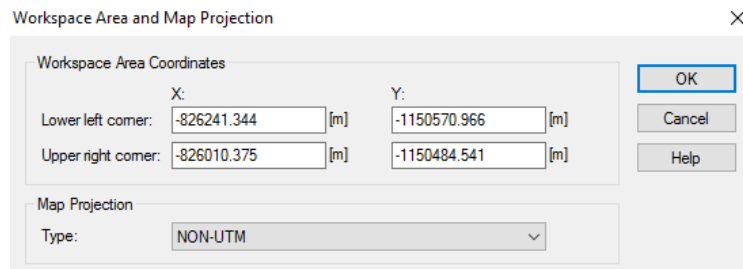 Workspace Area and Map Projection
Workspace Area Coordinates
X: Y:
Lower left corner: -826241.344 [m] -1150570.966 [m]
Upper right corner: -826010.375 [m] -1150484.541 [m]
Map Projection
Type: NON-UTM
OK
Cancel
Help